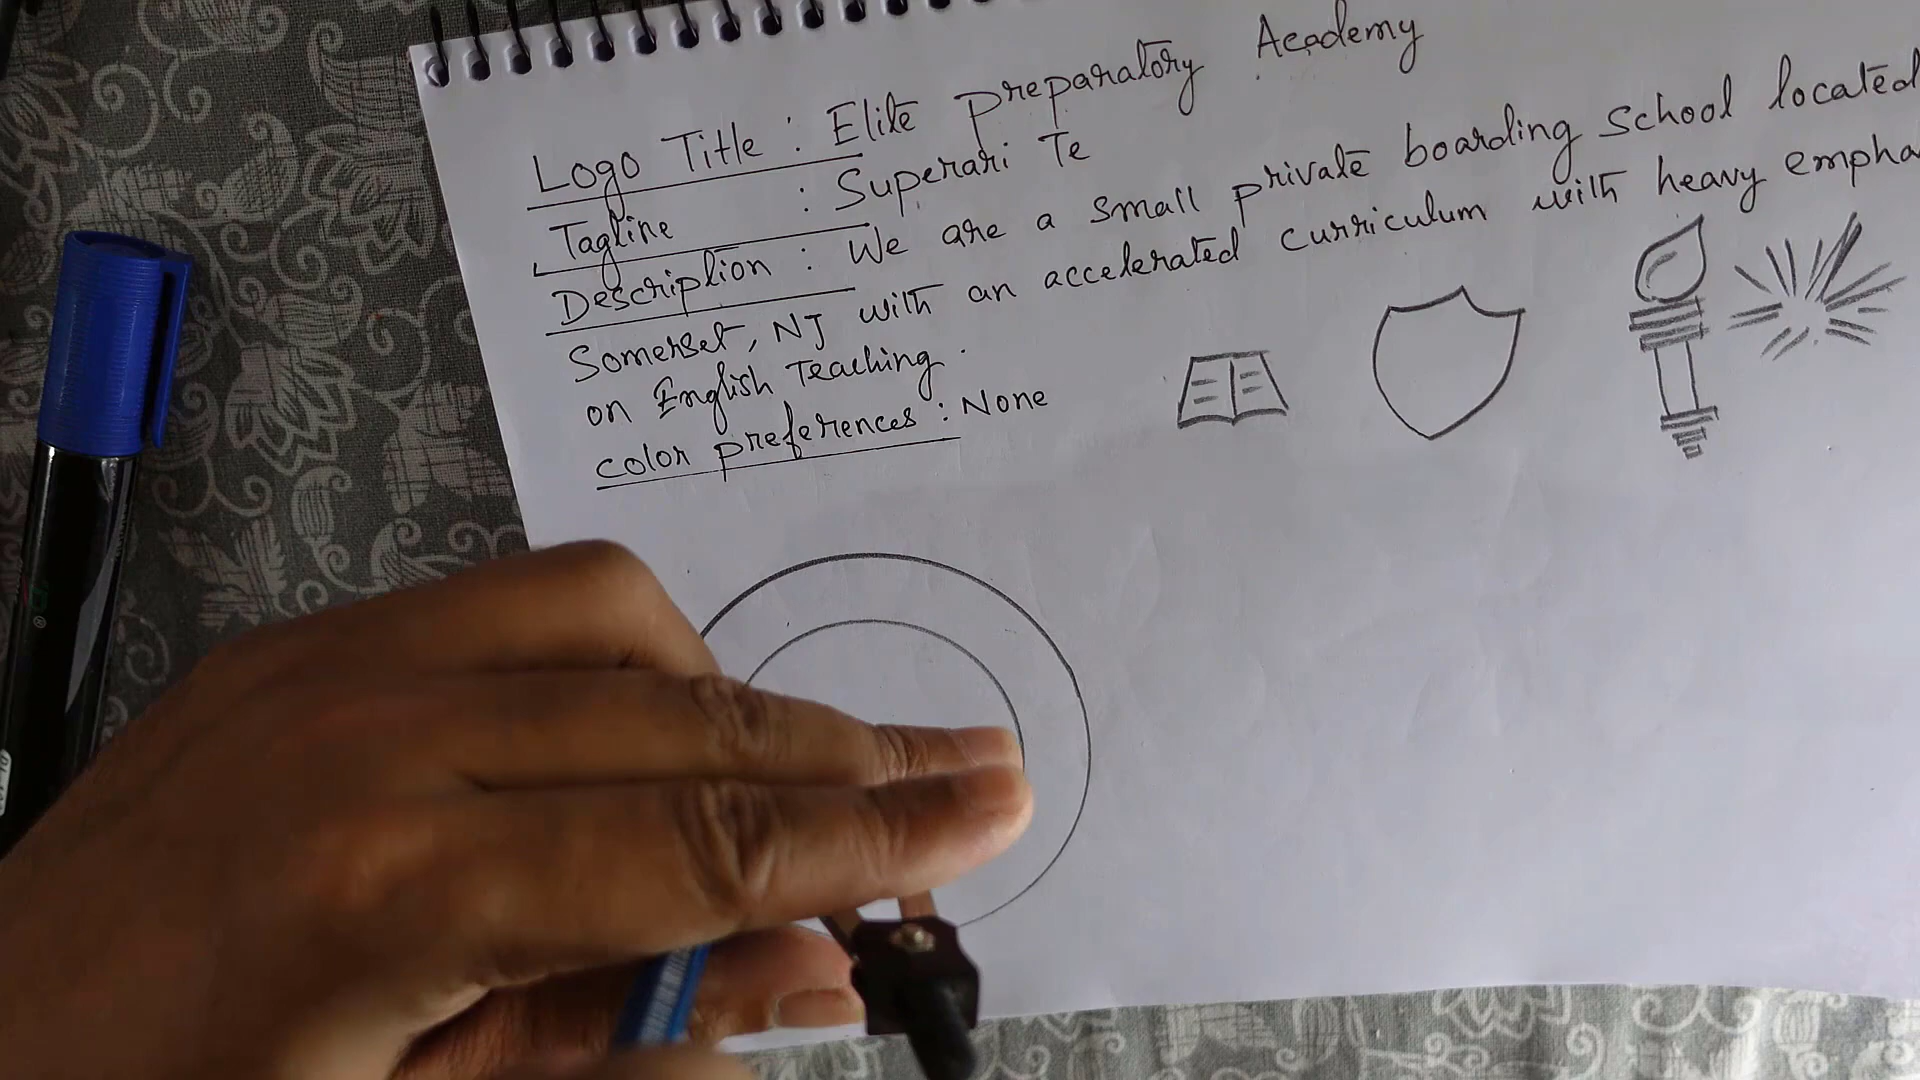 Logo Title : Elite Preparatory Academy
Tagline : Superari Te
Description : We are a small private boarding school located
Somerset, NJ with an accelerated curriculum with heavy empha
on English Teaching.
color preferences : None